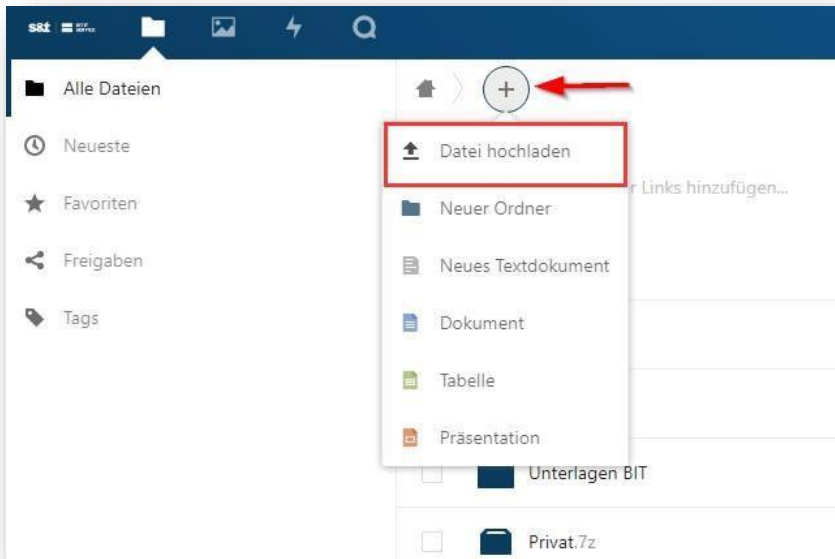 s&t
Alle Dateien
Neueste
Favoriten
Freigaben
Tags
Datei hochladen
r Links hinzufügen...
Neuer Ordner
Neues Textdokument
Dokument
Tabelle
Präsentation
Unterlagen BIT
Privat.7z